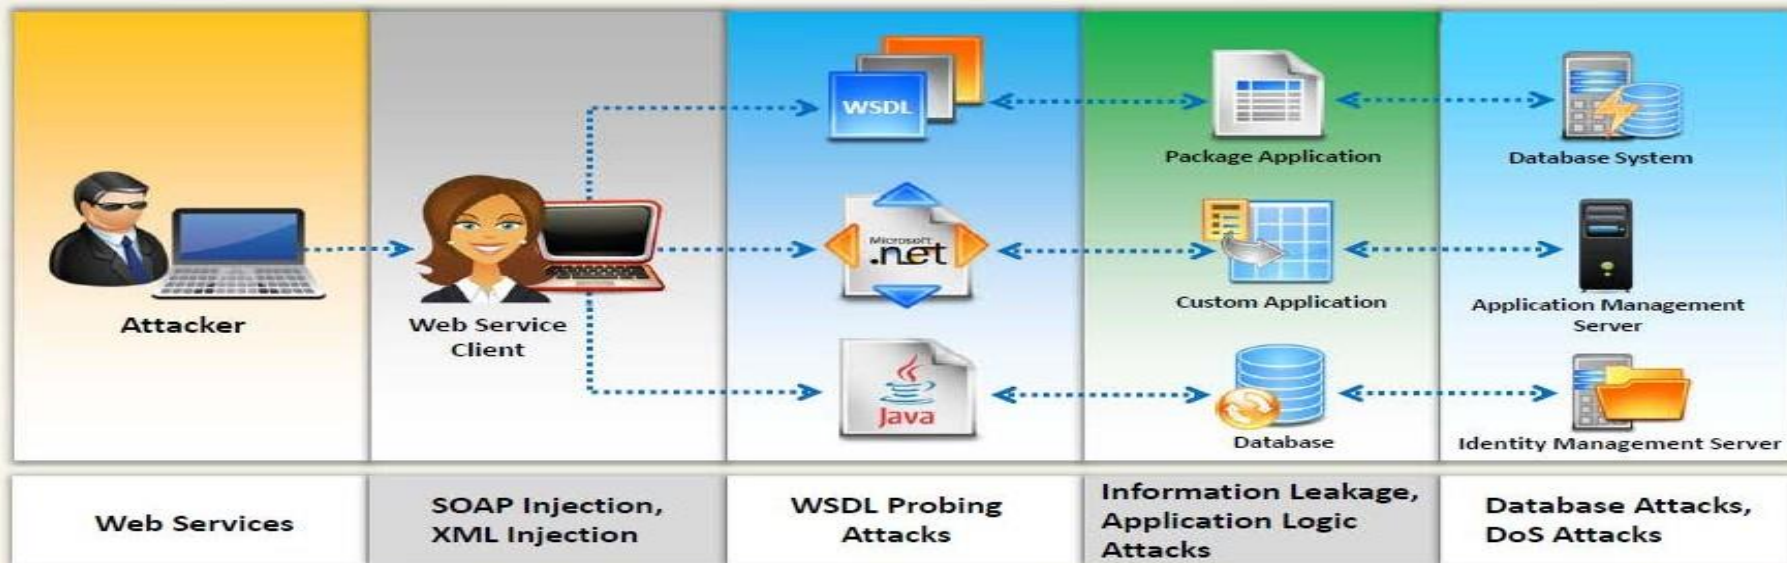 WSDL
Package Application
Database System
Attacker
Web Service
Client
Microsoft
.net
Custom Application
Application Management
Server
Java
Database
Identity Management Server
Web Services
SOAP Injection,
XML Injection
WSDL Probing
Attacks
Information Leakage,
Application Logic
Attacks
Database Attacks,
DoS Attacks